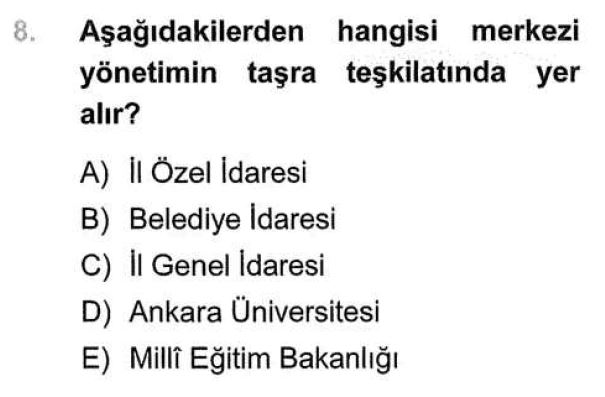 8. Aşağıdakilerden hangisi merkezi
yönetimin taşra teşkilatında yer
alır?
A) İl Özel İdaresi
B) Belediye İdaresi
C) İl Genel İdaresi
D) Ankara Üniversitesi
E) Millî Eğitim Bakanlığı